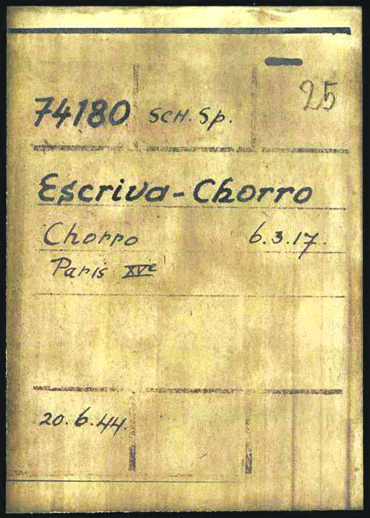 25
74180 SCH. Sp.
Escriva-Chorro
Chorro 6.3.17.
Paris XVe
20.6.44.